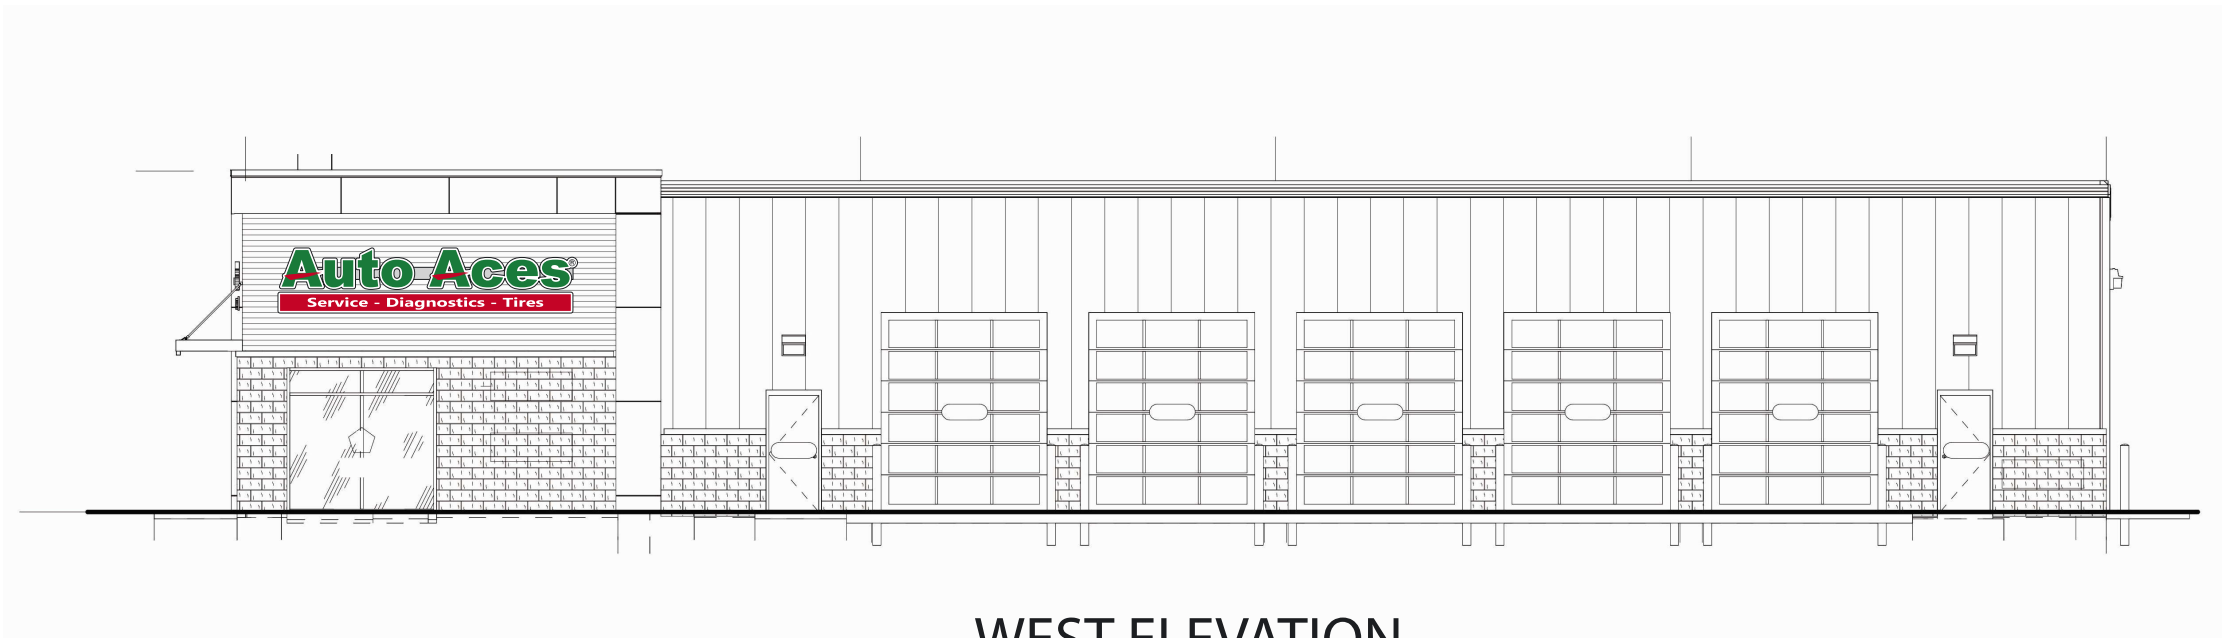 Auto Aces®
Service - Diagnostics - Tires
WEST ELEVATION